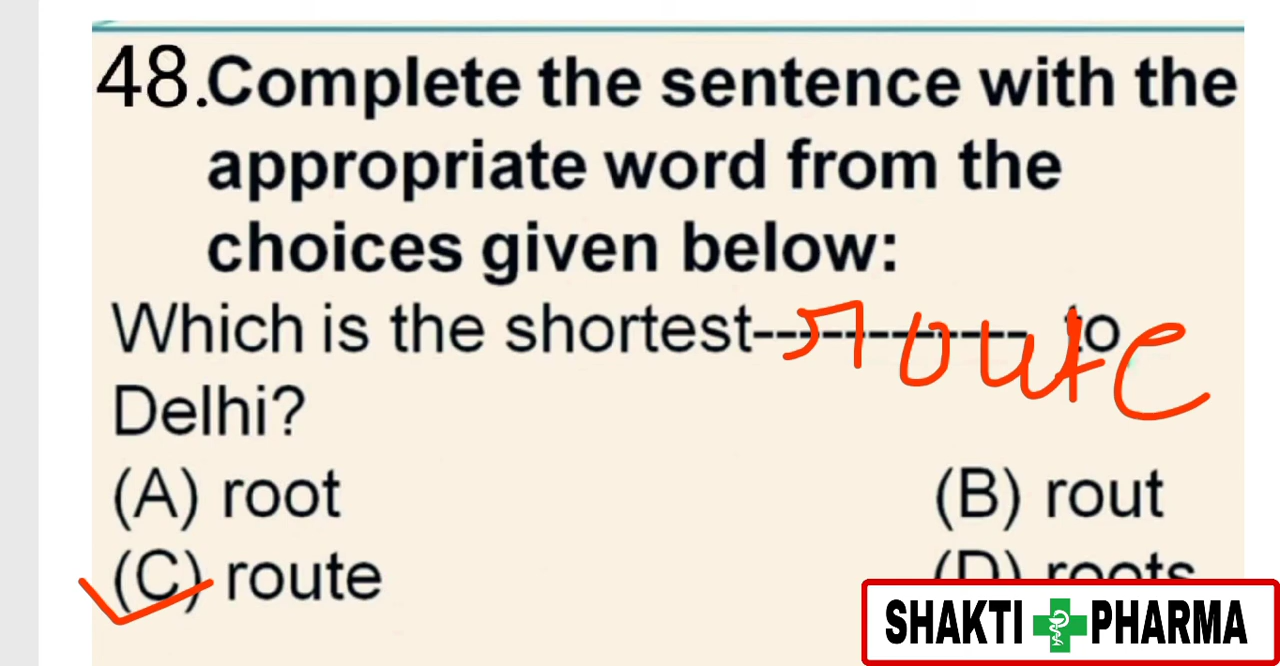 48.Complete the sentence with the
appropriate word from the
choices given below:
Which is the shortest------------- to
route
Delhi?
(A) root (B) rout
(C) route (D) roots
SHAKTI PHARMA